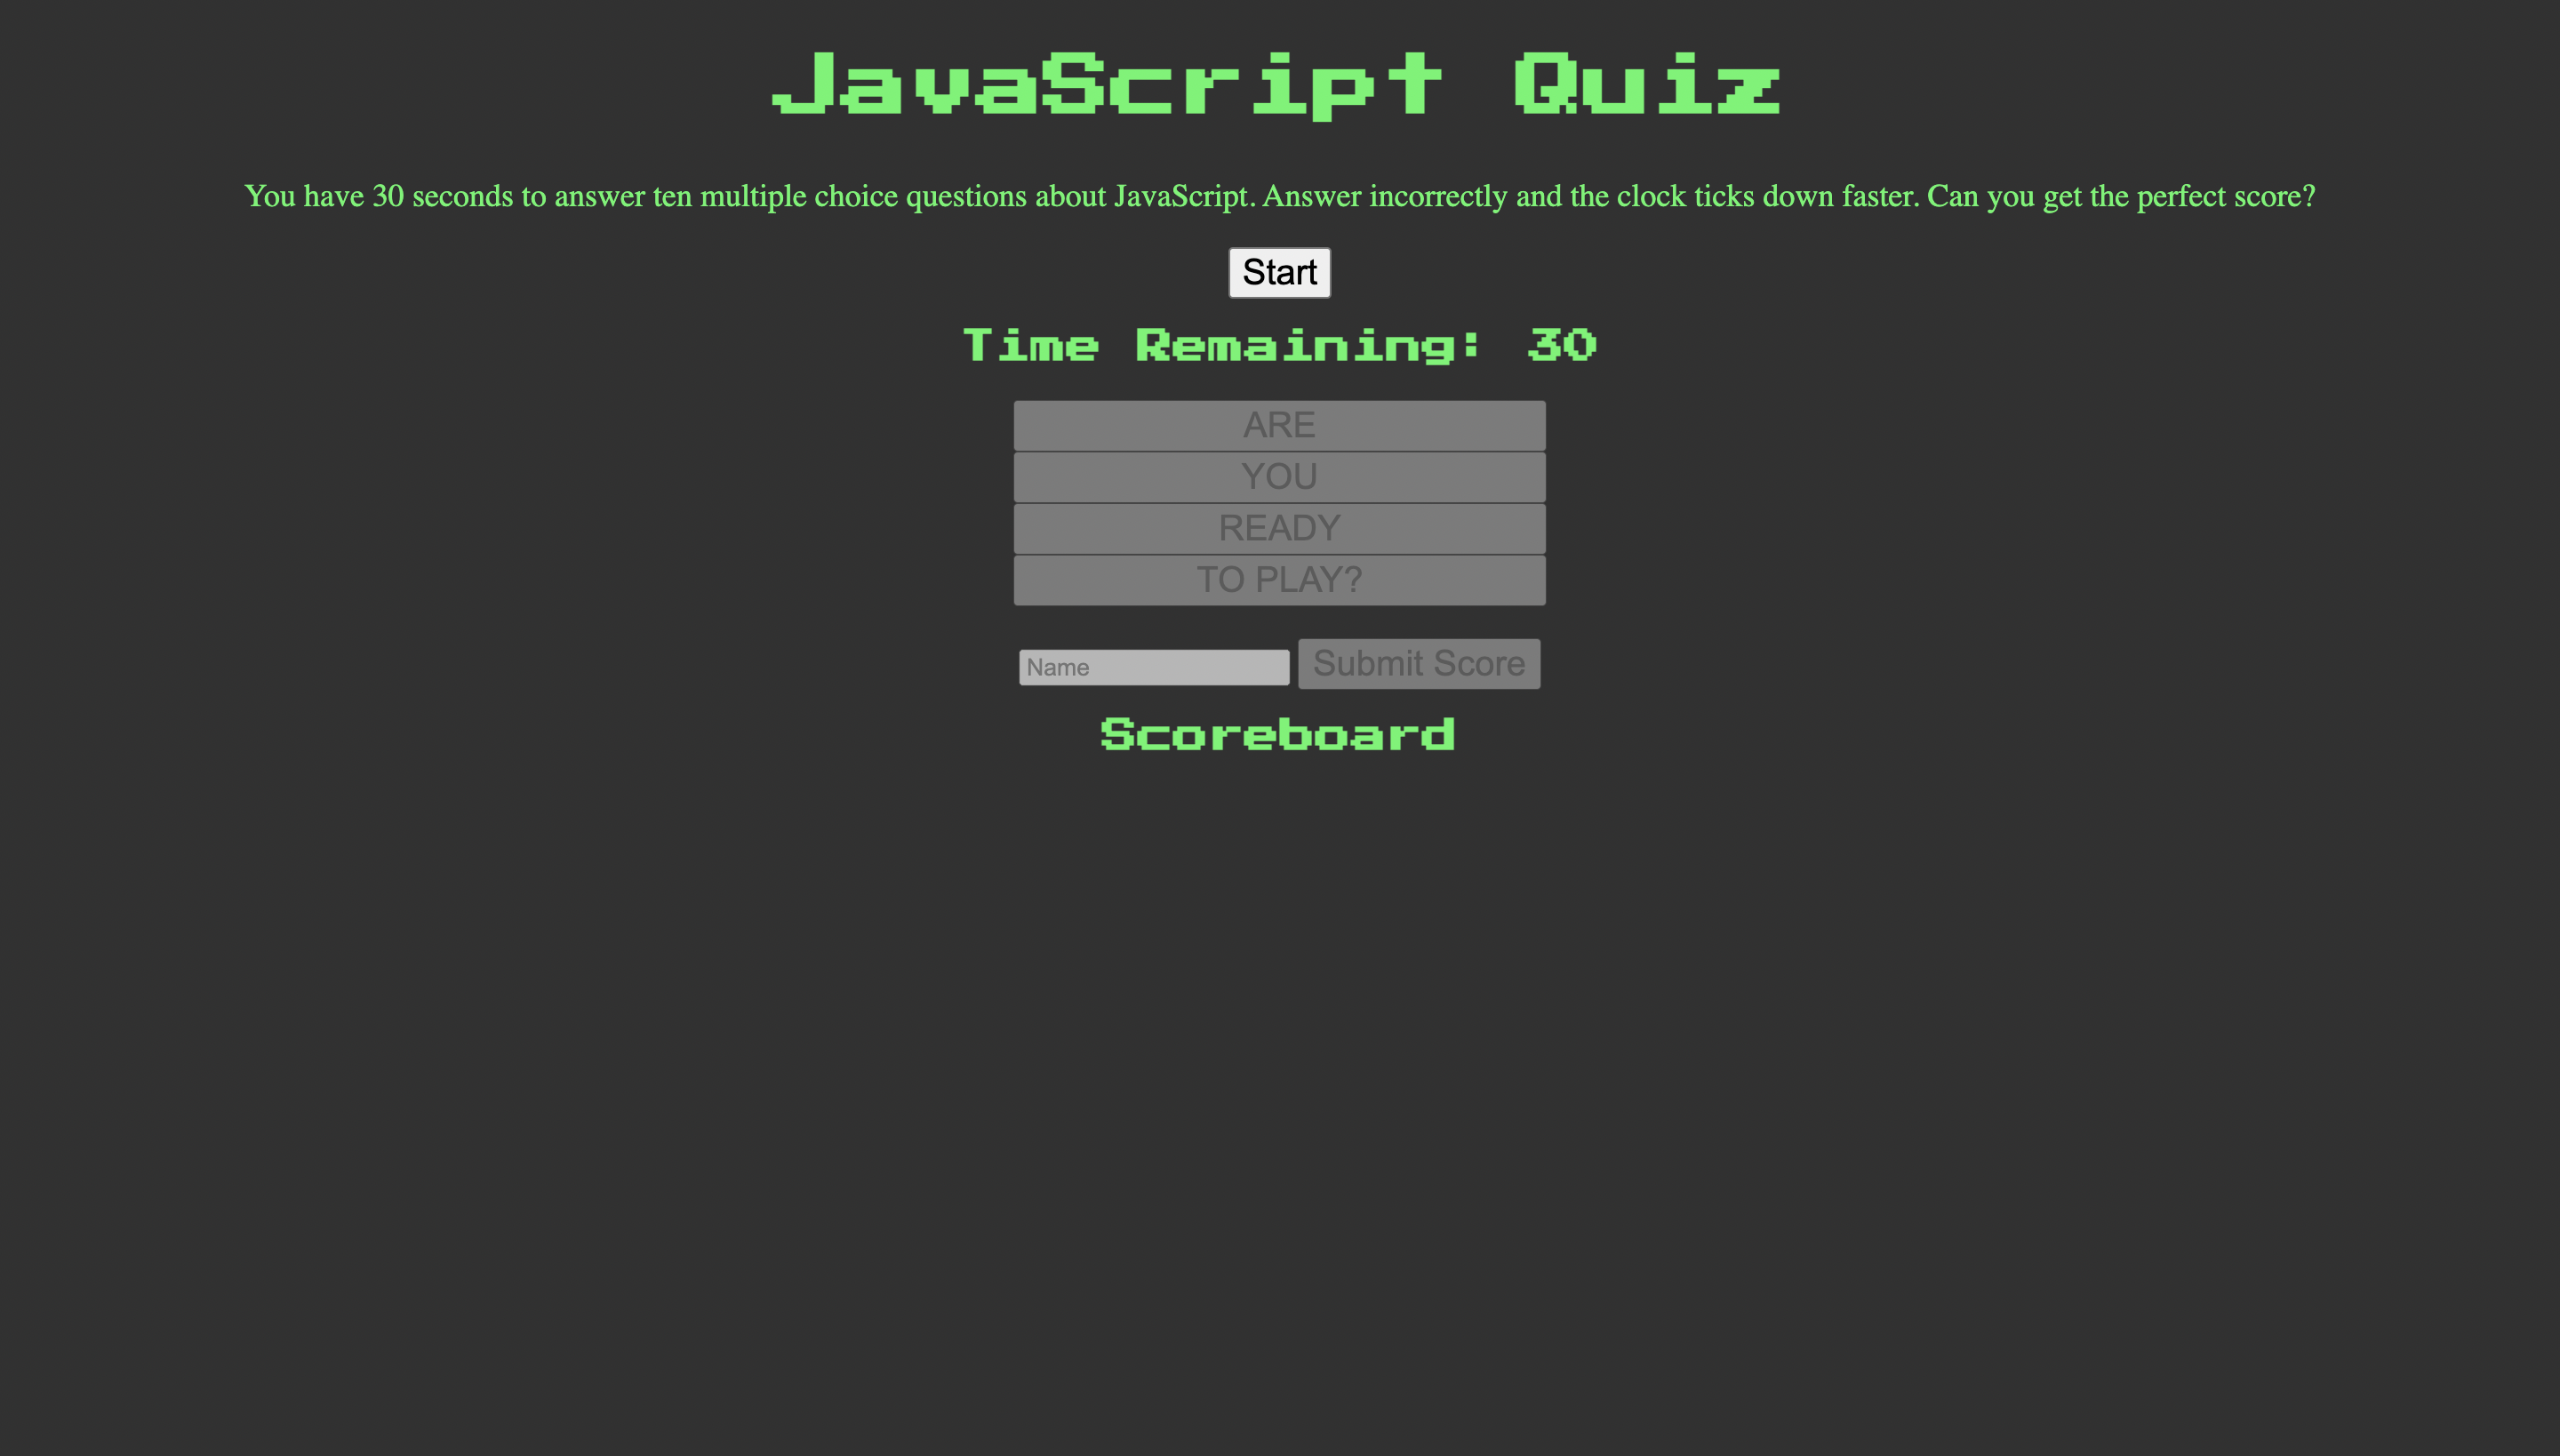 JavaScript Quiz
You have 30 seconds to answer ten multiple choice questions about JavaScript. Answer incorrectly and the clock ticks down faster. Can you get the perfect score?
Start
Time Remaining: 30
ARE
YOU
READY
TO PLAY?
Name Submit Score
Scoreboard